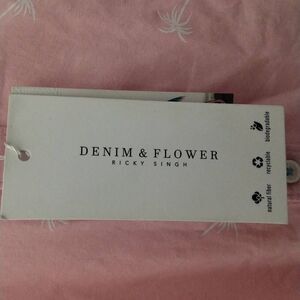 DENIM & FLOWER
RICKY SINGH
biodegradable
recyclable
natural fiber